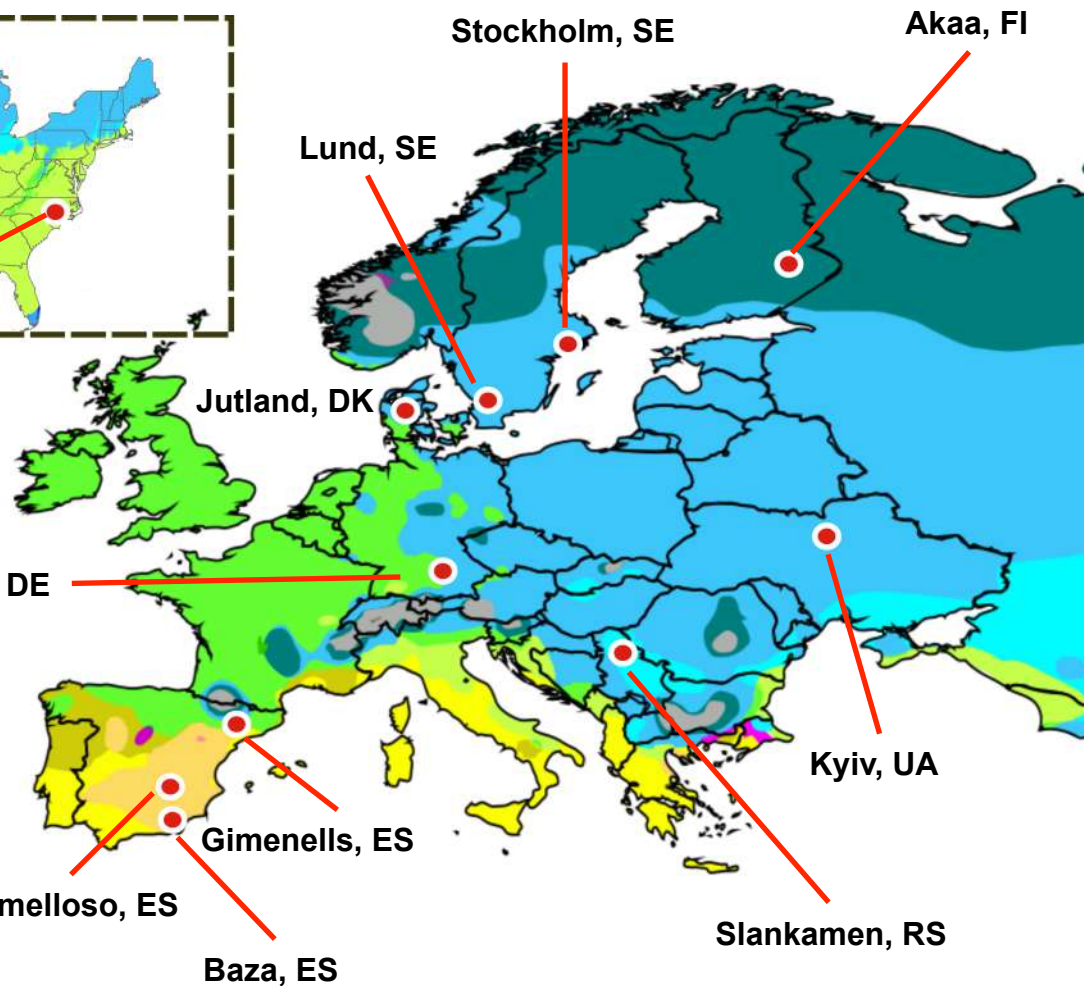 Stockholm, SE
Akaa, FI
Lund, SE
Jutland, DK
DE
Kyiv, UA
Gimenells, ES
melloso, ES
Slankamen, RS
Baza, ES